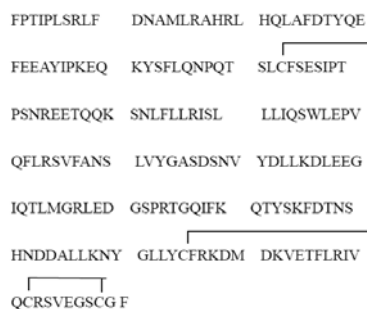 FPTIPLSRLF DNAMLRAHRL HQLAFDTYQE
FEEAYIPKEQ KYSFLQNPQT SLCFSESIPT
PSNREETQQK SNLFLLRISL LLIQSWLEPV
QFLRSVFANS LVYGASDSNV YDLLKDLEEG
IQTLMGRLED GSPRTGQIFK QTYSKFDTNS
HNDDALLKNY GLLYCFRKDM DKVETFLRIV
QCRSVEGSCG F